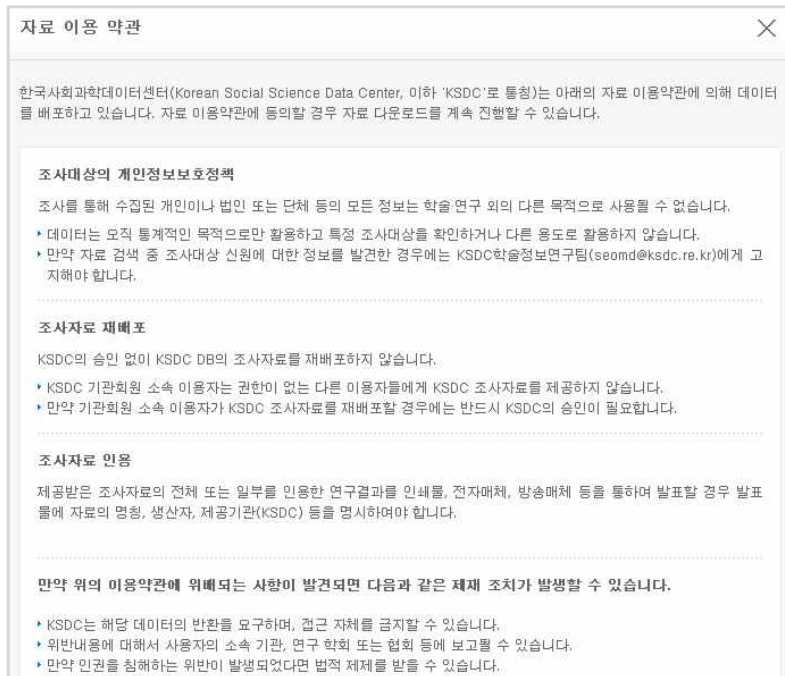 자료 이용 약관
한국사회과학데이터센터(Korean Social Science Data Center, 이하 'KSDC'로 통칭)는 아래의 자료 이용약관에 의해 데이터
를 배포하고 있습니다. 자료 이용약관에 동의할 경우 자료 다운로드를 계속 진행할 수 있습니다.
조사대상의 개인정보보호정책
조사를 통해 수집된 개인이나 법인 또는 단체 등의 모든 정보는 학술·연구 외의 다른 목적으로 사용될 수 없습니다.
데이터는 오직 통계적인 목적으로만 활용하고 특정 조사대상을 확인하거나 다른 용도로 활용하지 않습니다.
만약 자료 검색 중 조사대상 신원에 대한 정보를 발견한 경우에는 KSDC학술정보연구팀(seomd@ksdc.re.kr)에게 고
지해야 합니다.
조사자료 재배포
KSDC의 승인 없이 KSDC DB의 조사자료를 재배포하지 않습니다.
KSDC 기관회원 소속 이용자는 권한이 없는 다른 이용자들에게 KSDC 조사자료를 제공하지 않습니다.
만약 기관회원 소속 이용자가 KSDC 조사자료를 재배포할 경우에는 반드시 KSDC의 승인이 필요합니다.
조사자료 인용
제공받은 조사자료의 전체 또는 일부를 인용한 연구결과를 인쇄물, 전자매체, 방송매체 등을 통하여 발표할 경우 발표
물에 자료의 명칭, 생산자, 제공기관(KSDC) 등을 명시하여야 합니다.
만약 위의 이용약관에 위배되는 사항이 발견되면 다음과 같은 제재 조치가 발생할 수 있습니다.
KSDC는 해당 데이터의 반환을 요구하며, 접근 자체를 금지할 수 있습니다.
위반내용에 대해서 사용자의 소속 기관, 연구 학회 또는 협회 등에 보고될 수 있습니다.
만약 인권을 침해하는 위반이 발생되었다면 법적 제제를 받을 수 있습니다.